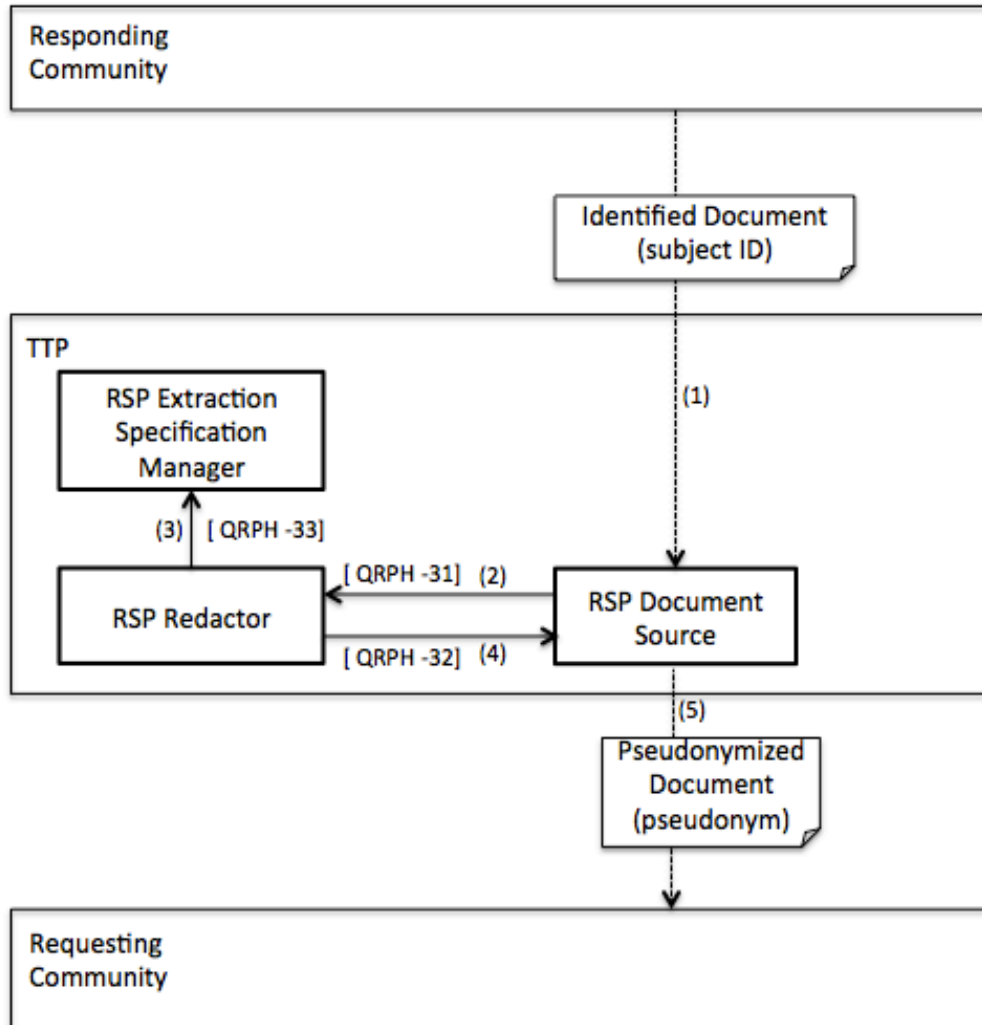 Responding
Community
Identified Document
(subject ID)
TTP
RSP Extraction
Specification
Manager
(1)
(3) [ QRPH -33]
[ QRPH -31] (2)
RSP Redactor
RSP Document
Source
[ QRPH -32] (4)
(5)
Pseudonymized
Document
(pseudonym)
Requesting
Community